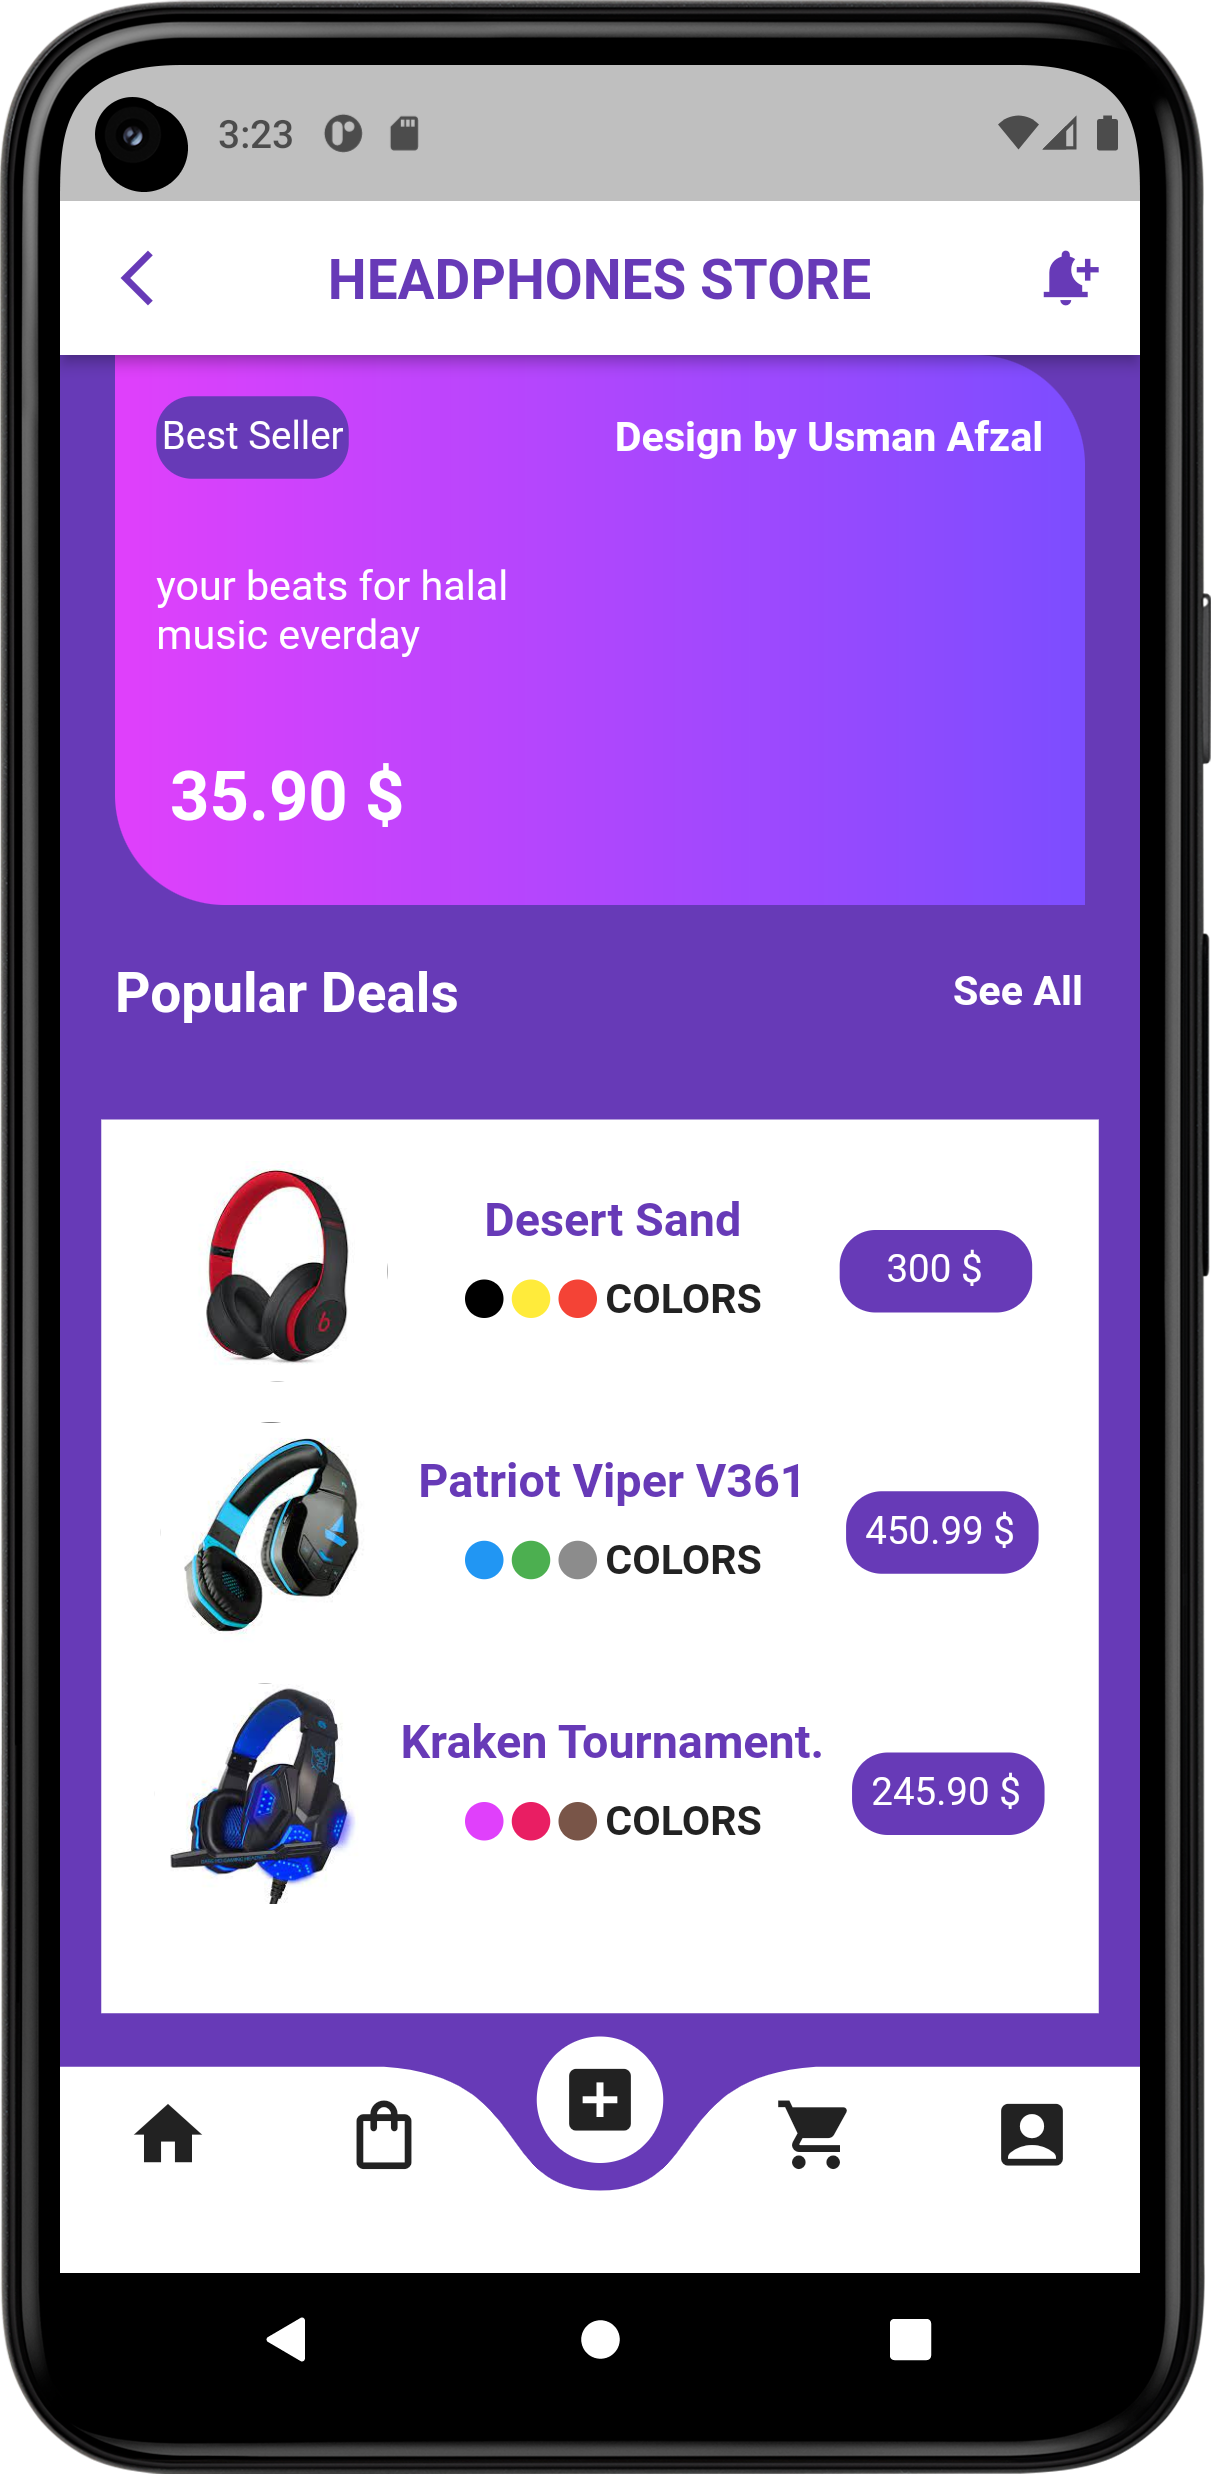 3:23
HEADPHONES STORE
Best Seller
Design by Usman Afzal
your beats for halal
music everday
35.90 $
Popular Deals
See All
Desert Sand
COLORS
300 $
Patriot Viper V361
COLORS
450.99 $
Kraken Tournament.
COLORS
245.90 $